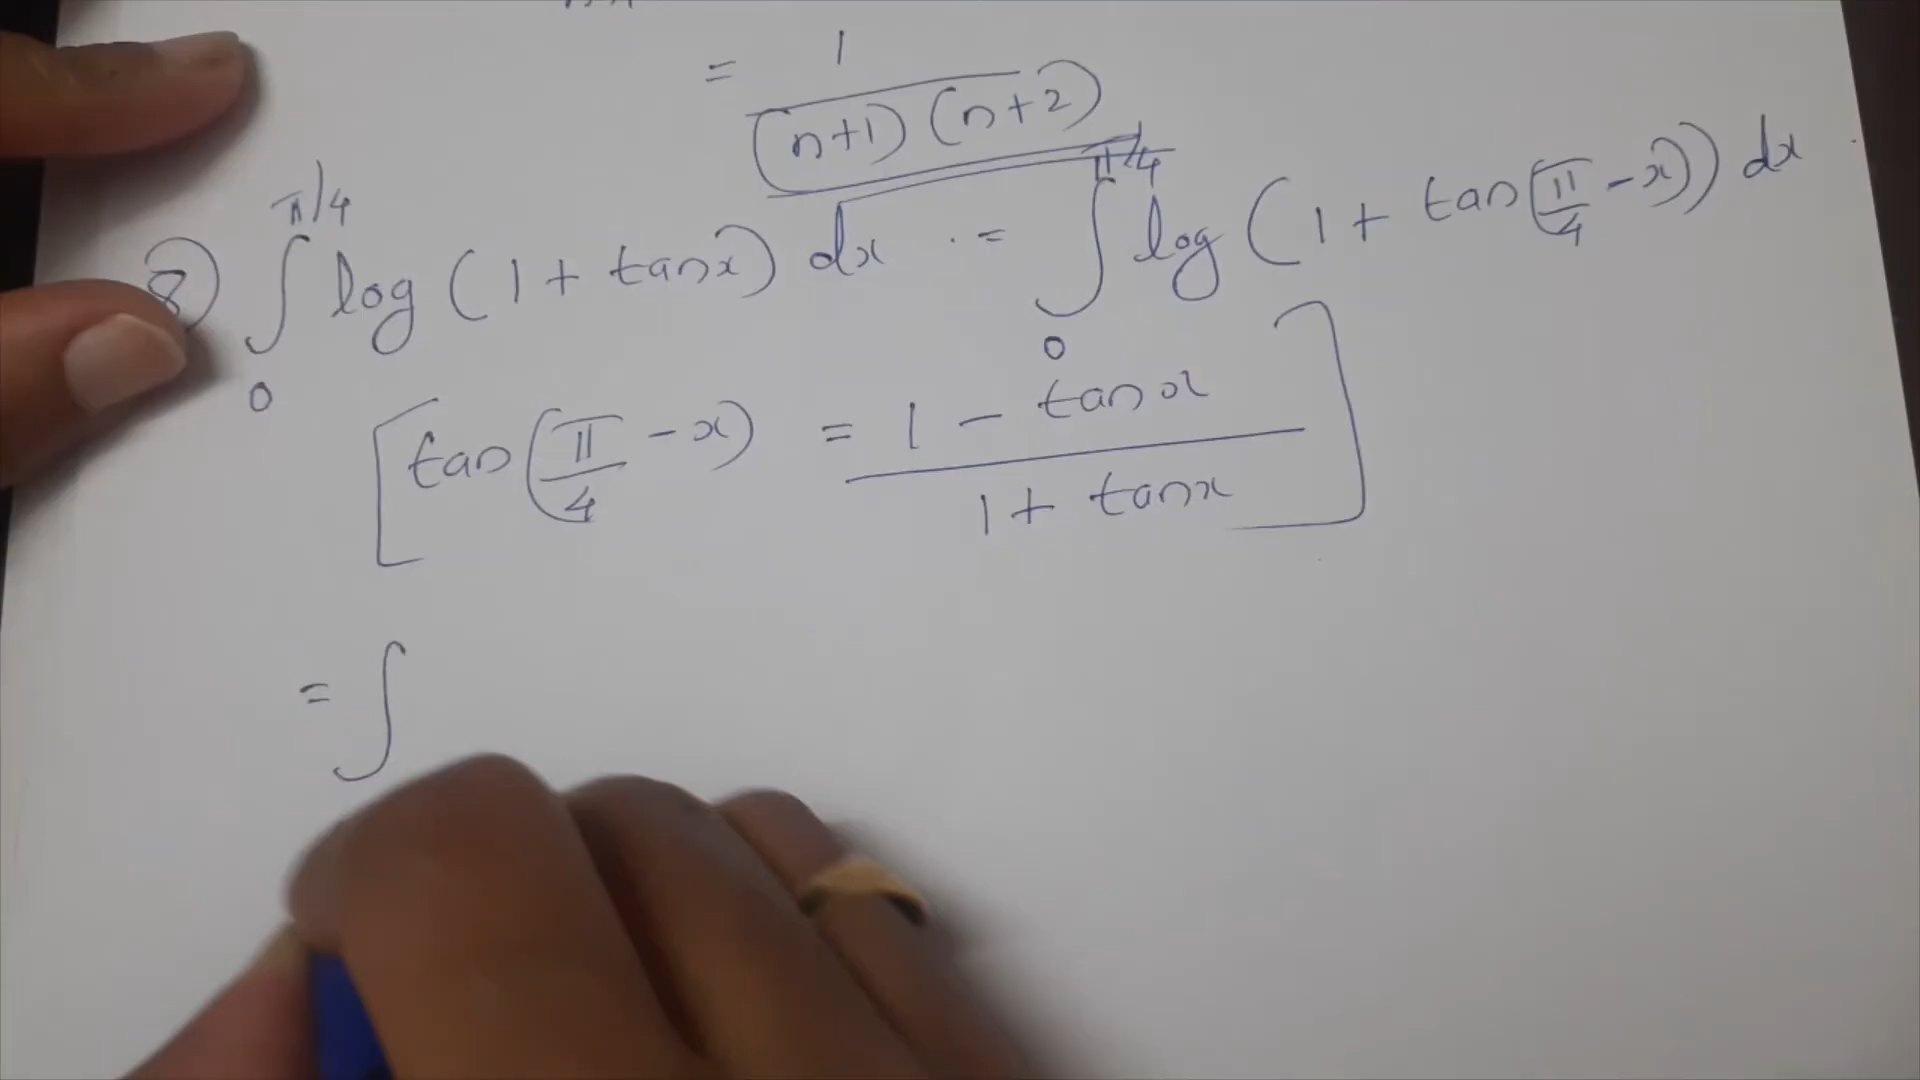 = 1/((n+1)(n+2))
8) ∫₀^(π/4) log(1 + tan x) dx = ∫₀^(π/4) log(1 + tan(π/4 - x)) dx
[tan(π/4 - x) = (1 - tan x)/(1 + tan x)]
= ∫